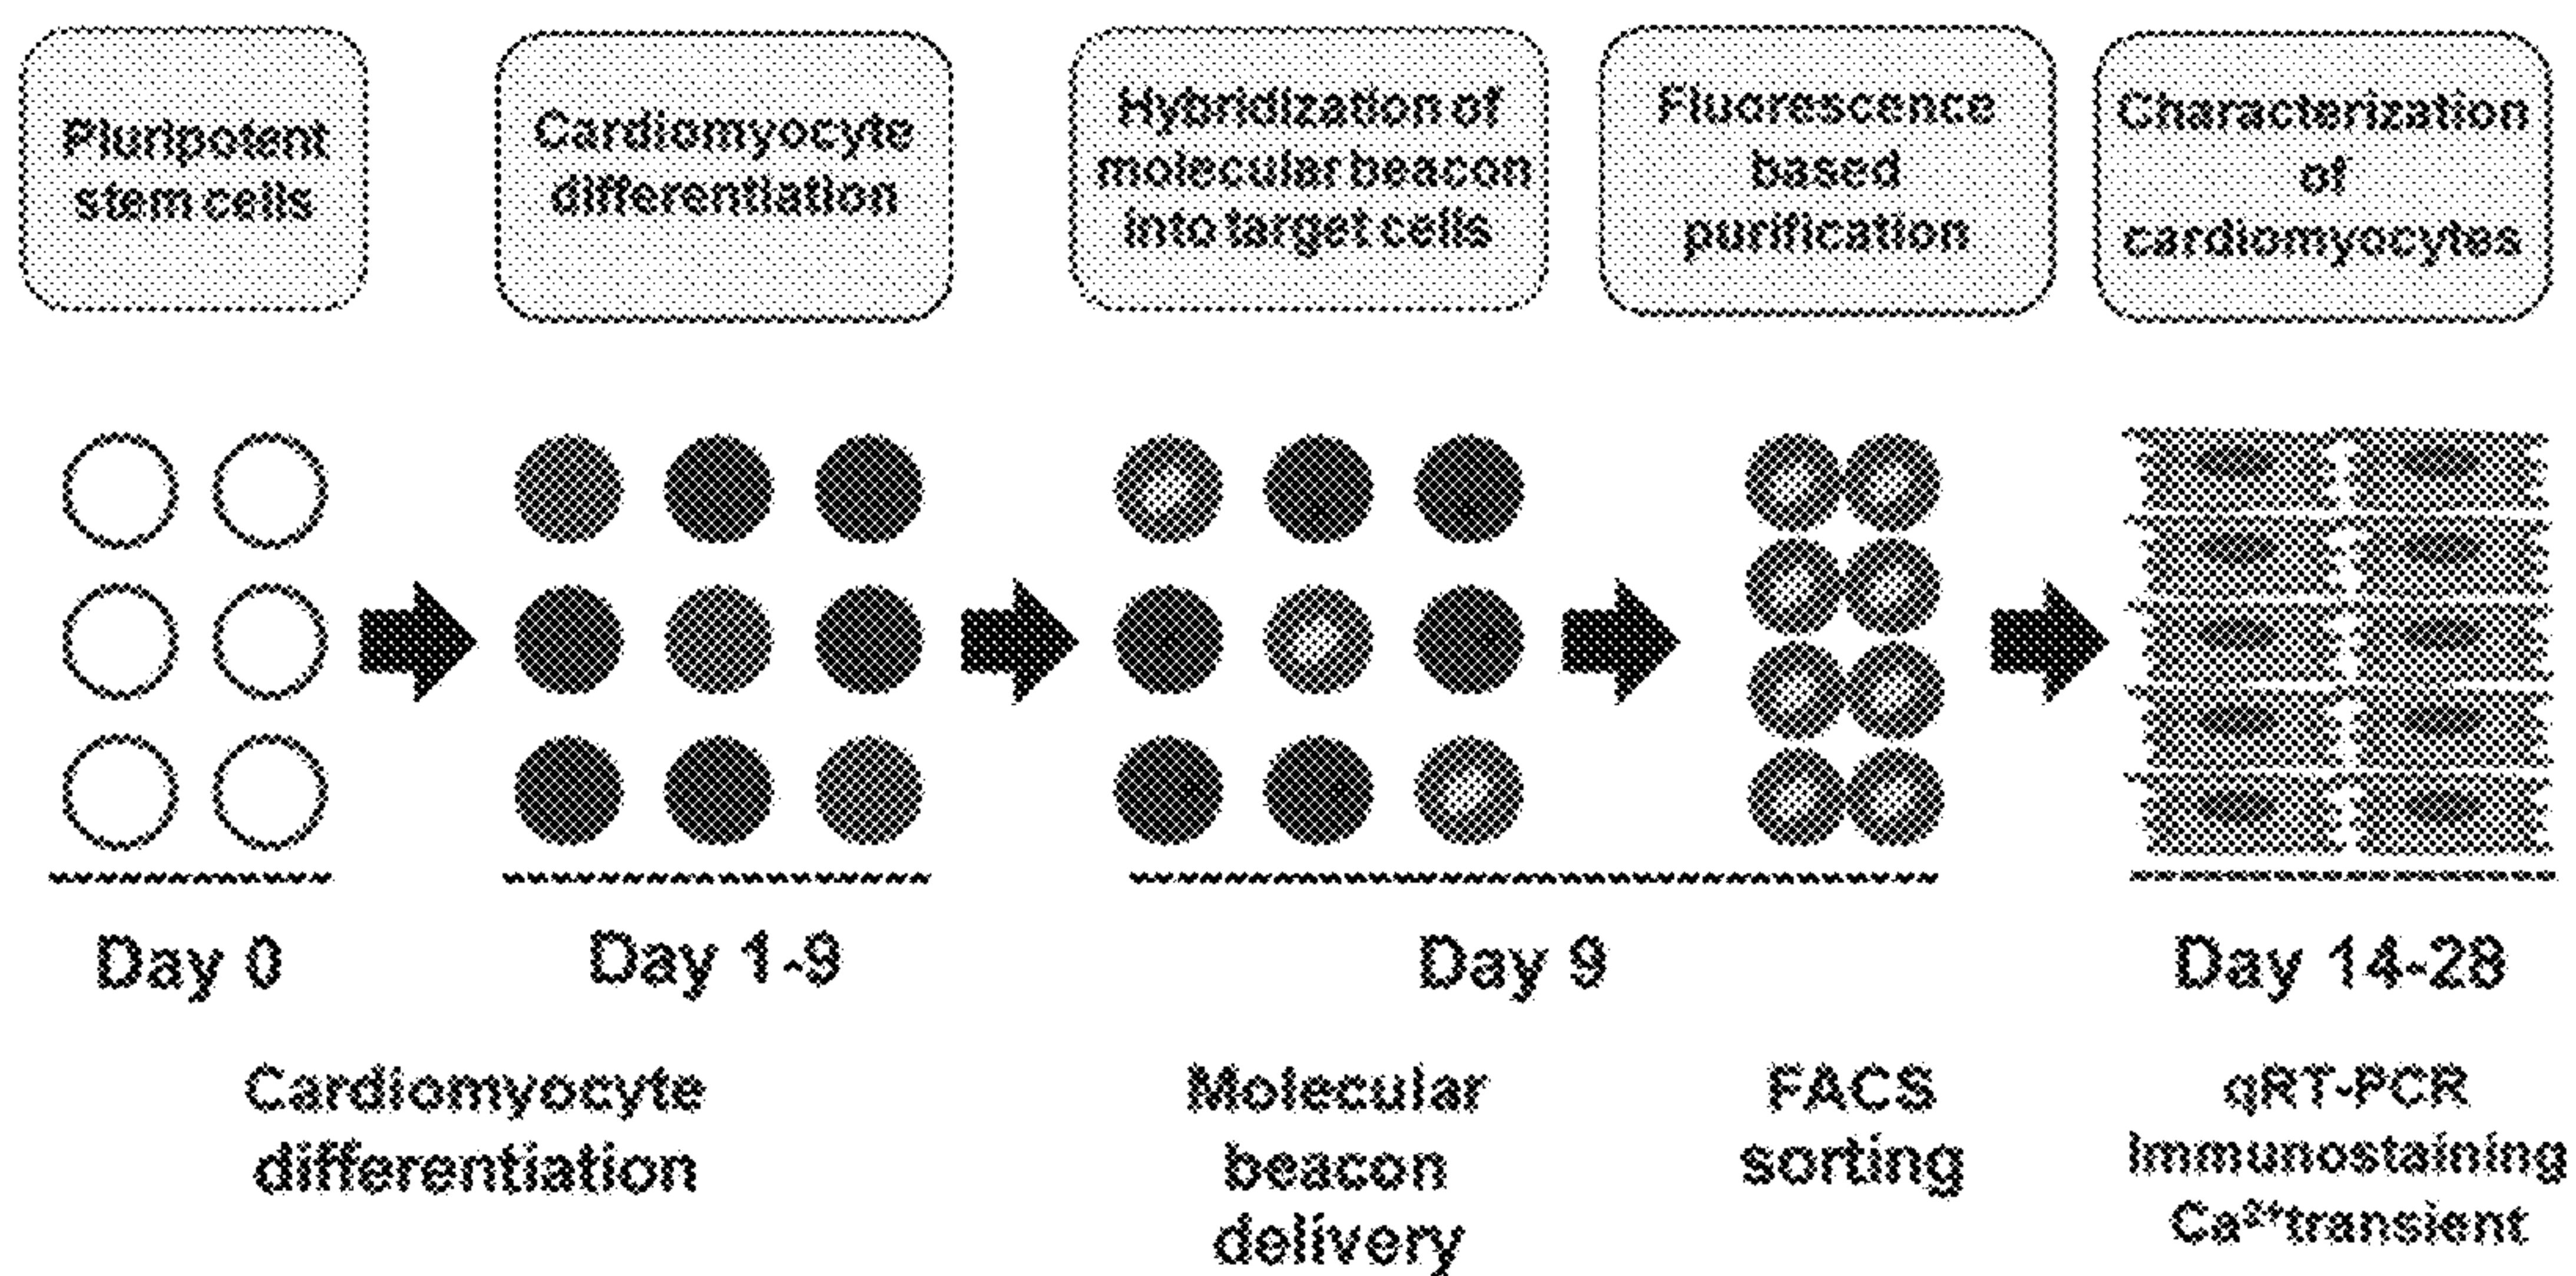 Pluripotent
stem cells
Cardiomyocyte
differentiation
Hybridization of
molecular beacon
into target cells
Fluorescence
based
purification
Characterization
of
cardiomyocytes
Day 0
Day 1-9
Day 9
Day 14-28
Cardiomyocyte
differentiation
Molecular
beacon
delivery
FACS
sorting
qRT-PCR
Immunostaining
Ca²⁺transient